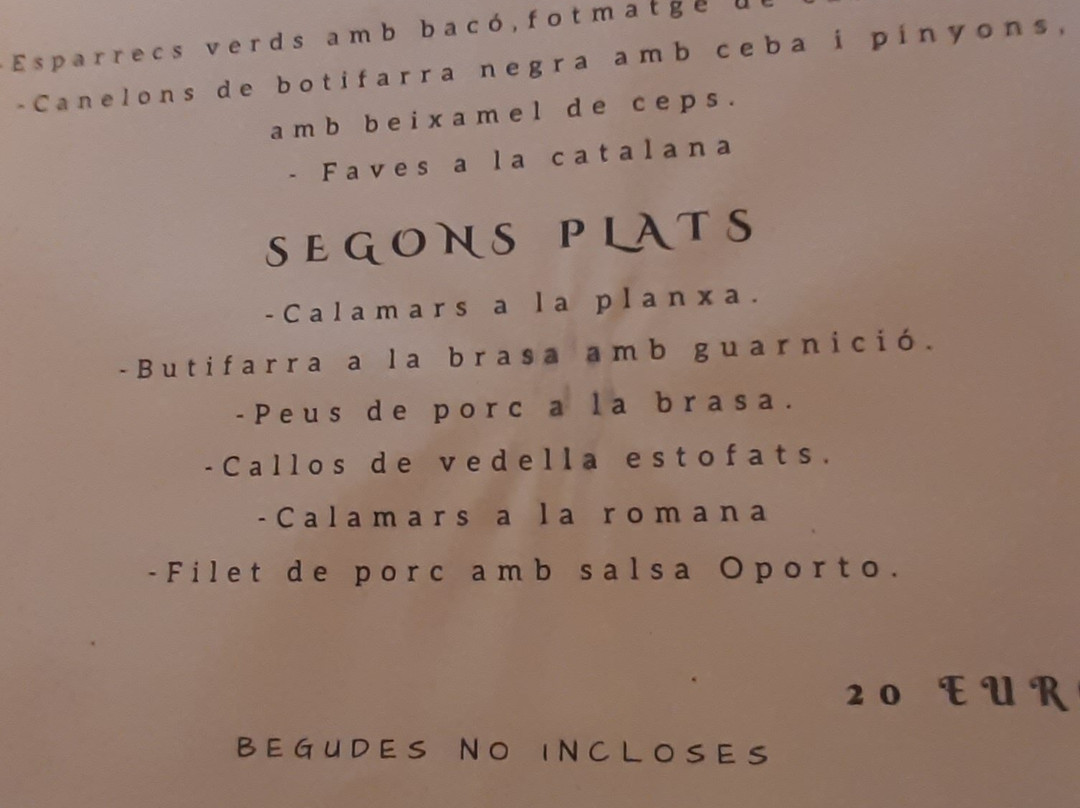 -Esparrecs verds amb bacó, fotmatge de
-Canelons de botifarra negra amb ceba i pinyons,
amb beixamel de ceps.
- Faves a la catalana
SEGONS PLATS
-Calamars a la planxa.
-Butifarra a la brasa amb guarnició.
-Peus de porc a la brasa.
-Callos de vedella estofats.
-Calamars a la romana
-Filet de porc amb salsa Oporto.
20 EUR
BEGUDES NO INCLOSES